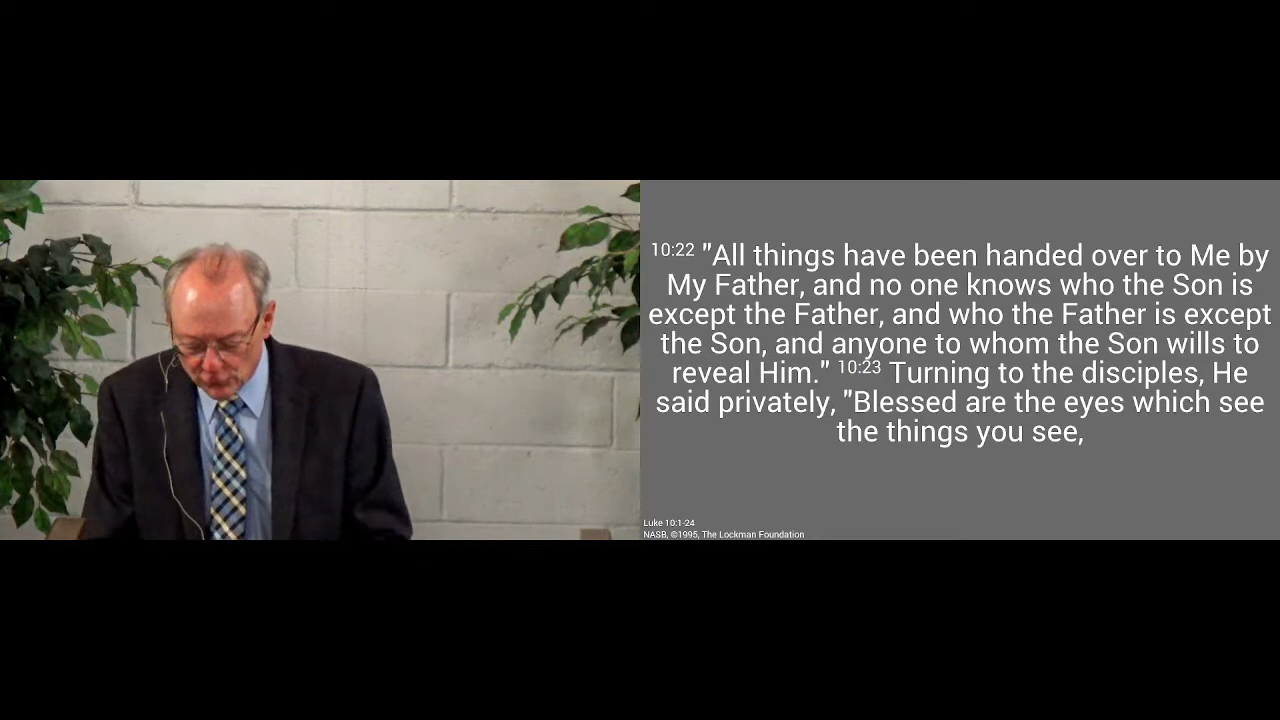 10:22 "All things have been handed over to Me by
My Father, and no one knows who the Son is
except the Father, and who the Father is except
the Son, and anyone to whom the Son wills to
reveal Him." 10:23 Turning to the disciples, He
said privately, "Blessed are the eyes which see
the things you see,
Luke 10:1-24
NASB, ©1995, The Lockman Foundation